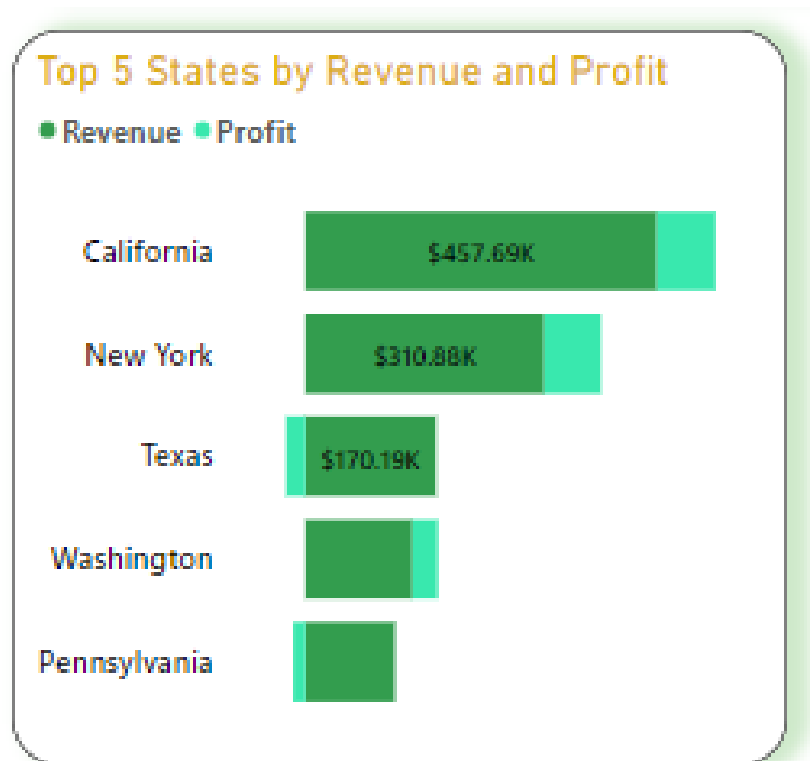 Top 5 States by Revenue and Profit
Revenue Profit
California $457.69K
New York $310.88K
Texas $170.19K
Washington
Pennsylvania